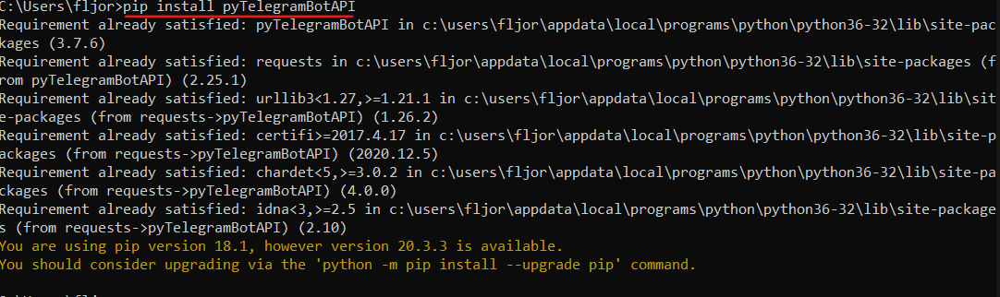 C:\Users\fljor>pip install pyTelegramBotAPI
Requirement already satisfied: pyTelegramBotAPI in c:\users\fljor\appdata\local\programs\python\python36-32\lib\site-pac
kages (3.7.6)
Requirement already satisfied: requests in c:\users\fljor\appdata\local\programs\python\python36-32\lib\site-packages (f
rom pyTelegramBotAPI) (2.25.1)
Requirement already satisfied: urllib3<1.27,>=1.21.1 in c:\users\fljor\appdata\local\programs\python\python36-32\lib\sit
e-packages (from requests->pyTelegramBotAPI) (1.26.2)
Requirement already satisfied: certifi>=2017.4.17 in c:\users\fljor\appdata\local\programs\python\python36-32\lib\site-p
ackages (from requests->pyTelegramBotAPI) (2020.12.5)
Requirement already satisfied: chardet<5,>=3.0.2 in c:\users\fljor\appdata\local\programs\python\python36-32\lib\site-pa
ckages (from requests->pyTelegramBotAPI) (4.0.0)
Requirement already satisfied: idna<3,>=2.5 in c:\users\fljor\appdata\local\programs\python\python36-32\lib\site-package
s (from requests->pyTelegramBotAPI) (2.10)
You are using pip version 18.1, however version 20.3.3 is available.
You should consider upgrading via the 'python -m pip install --upgrade pip' command.